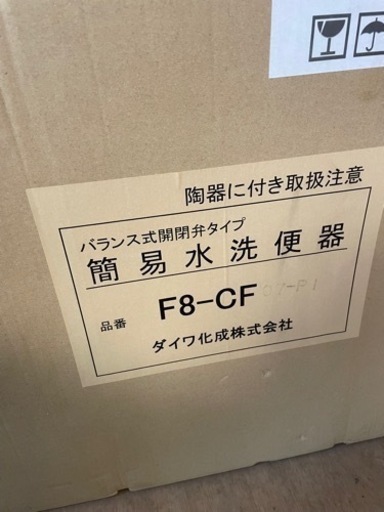 陶器に付き取扱注意
バランス式開閉弁タイプ
簡易水洗便器
品番 F8-CF
ダイワ化成株式会社